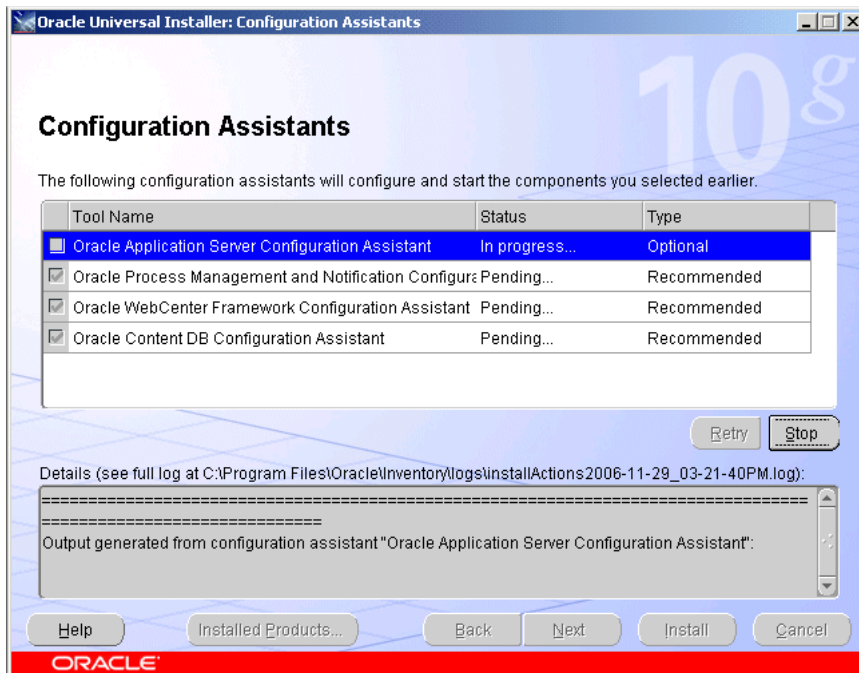 Oracle Universal Installer: Configuration Assistants
10g
Configuration Assistants
The following configuration assistants will configure and start the components you selected earlier.
Tool Name Status Type
Oracle Application Server Configuration Assistant In progress... Optional
Oracle Process Management and Notification Configura Pending... Recommended
Oracle WebCenter Framework Configuration Assistant Pending... Recommended
Oracle Content DB Configuration Assistant Pending... Recommended
Retry Stop
Details (see full log at C:\Program Files\Oracle\Inventory\logs\installActions2006-11-29_03-21-40PM.log):
==================================================================================
==============================
Output generated from configuration assistant "Oracle Application Server Configuration Assistant":
Help Installed Products... Back Next Install Cancel
ORACLE